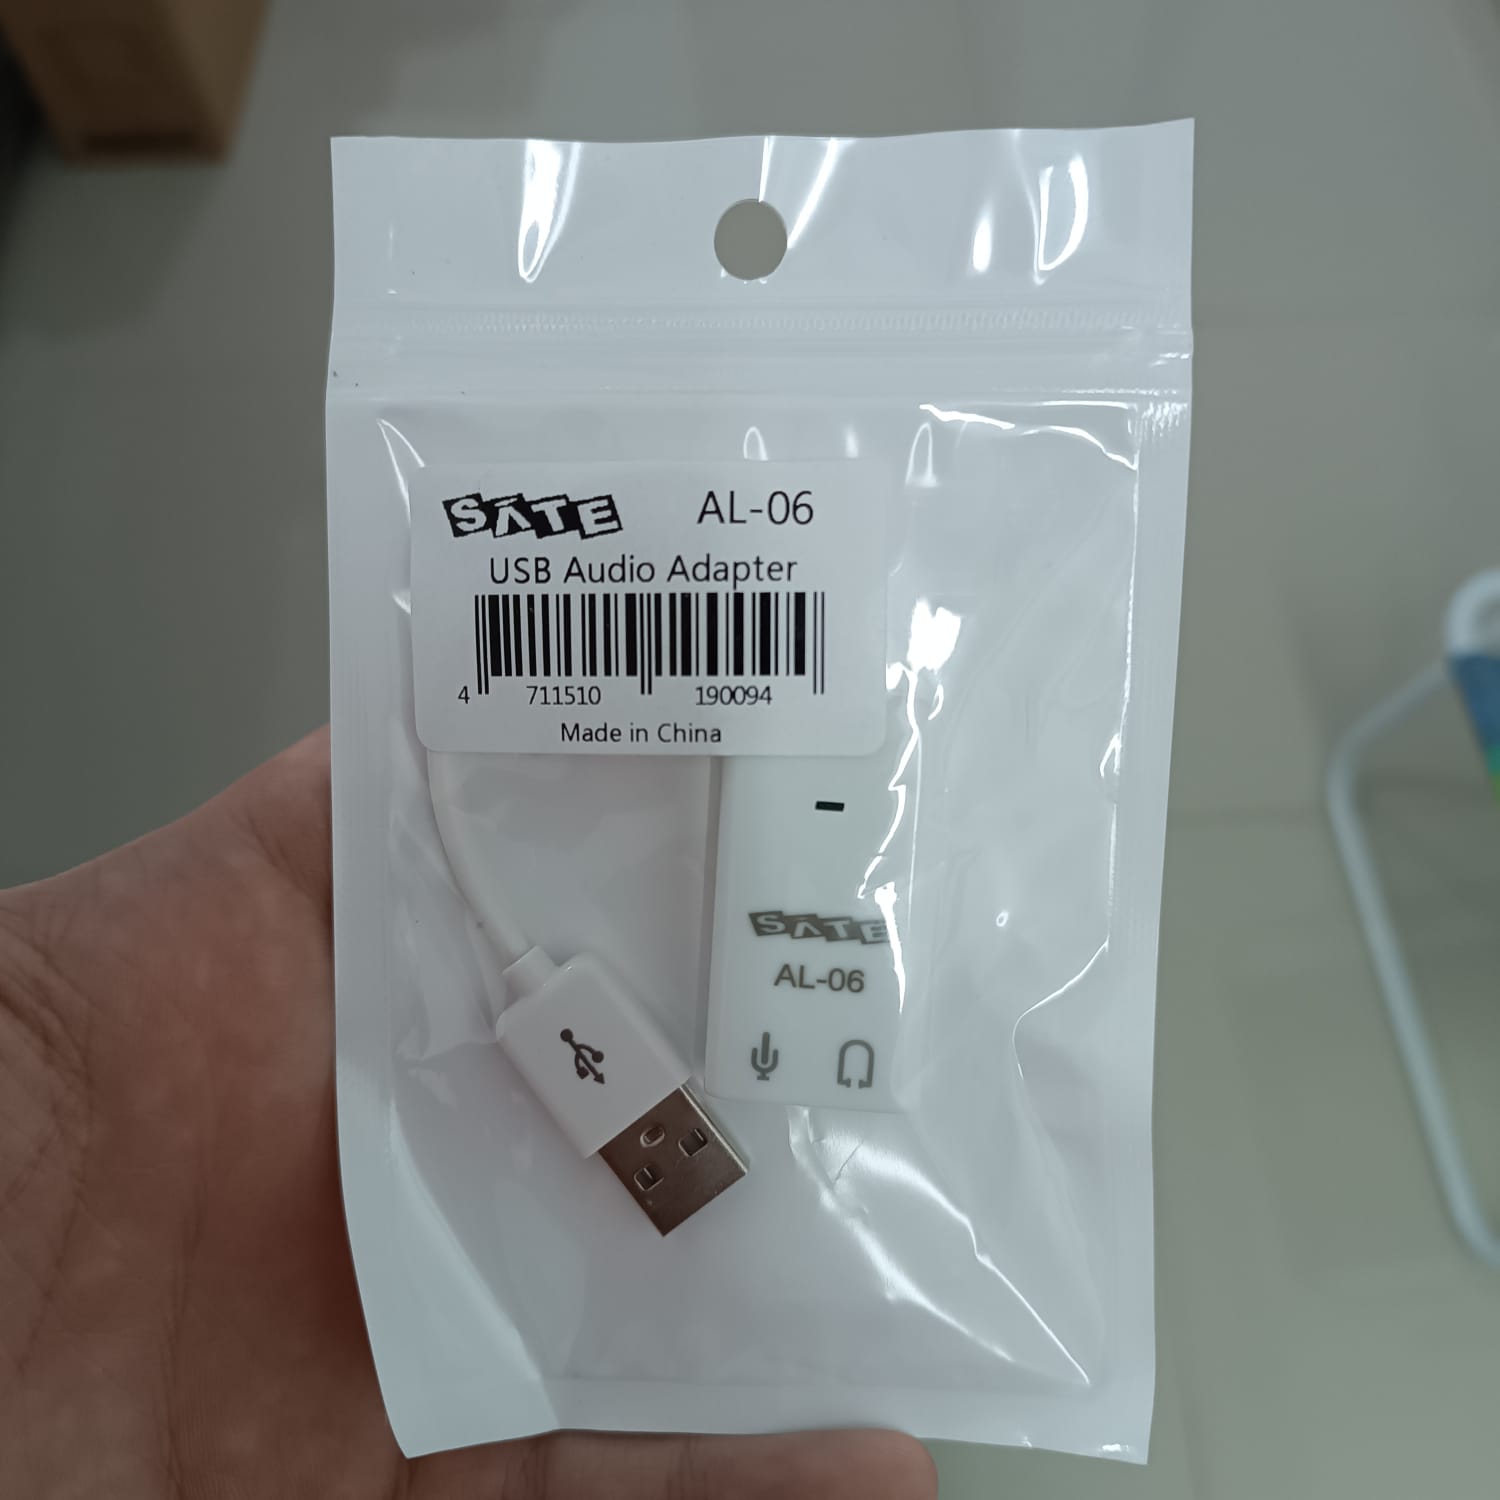 SATE AL-06
USB Audio Adapter
4 711510 190094
Made in China
SATE
AL-06